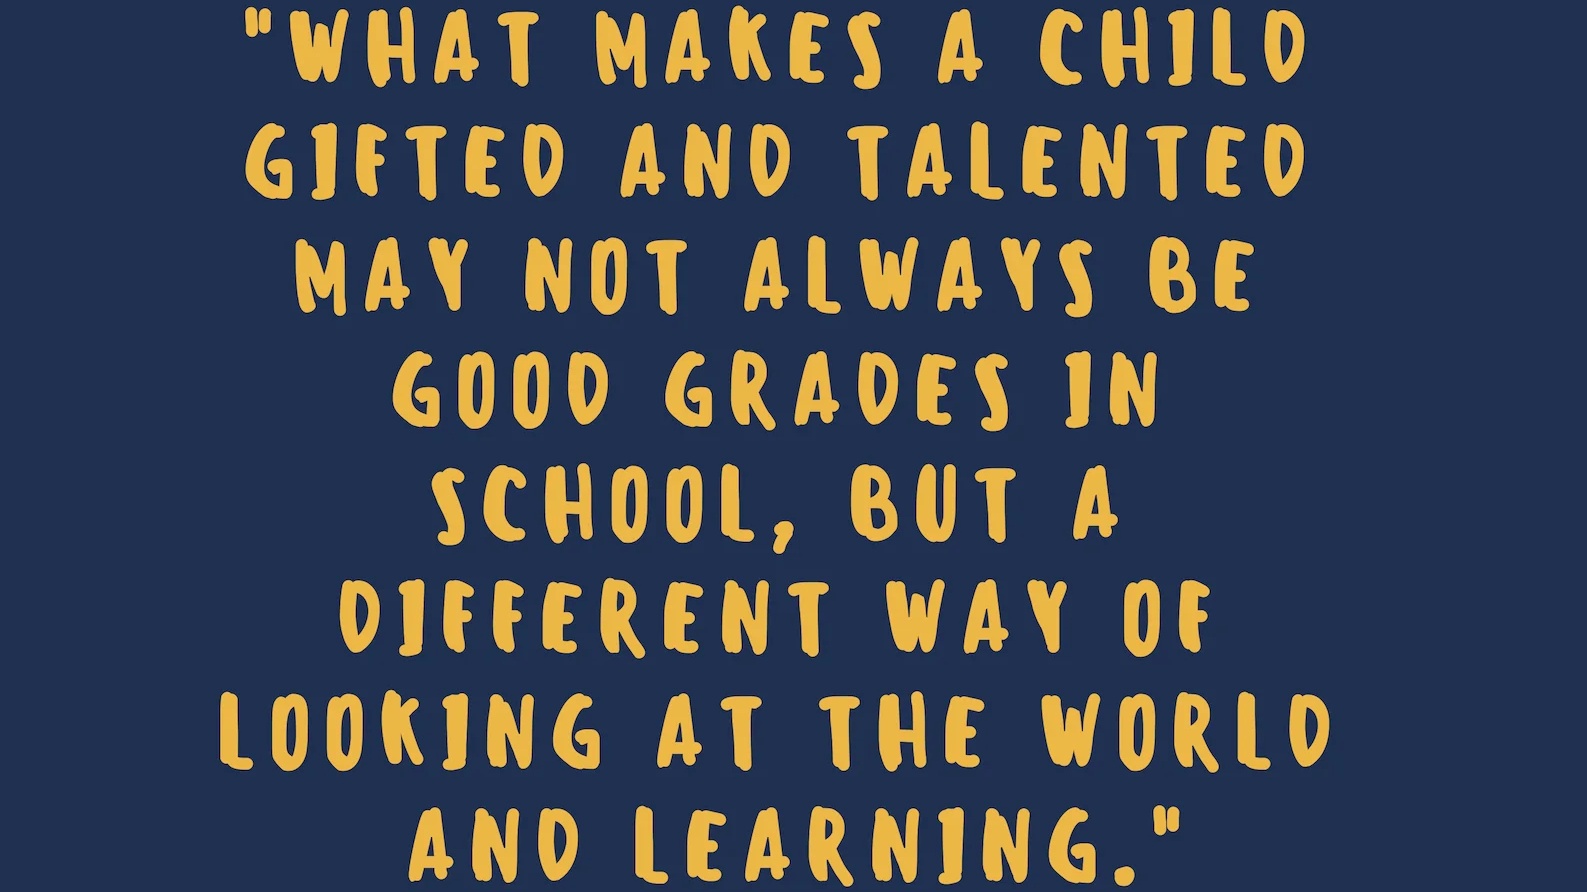 "WHAT MAKES A CHILD
GIFTED AND TALENTED
MAY NOT ALWAYS BE
GOOD GRADES IN
SCHOOL, BUT A
DIFFERENT WAY OF
LOOKING AT THE WORLD
AND LEARNING."